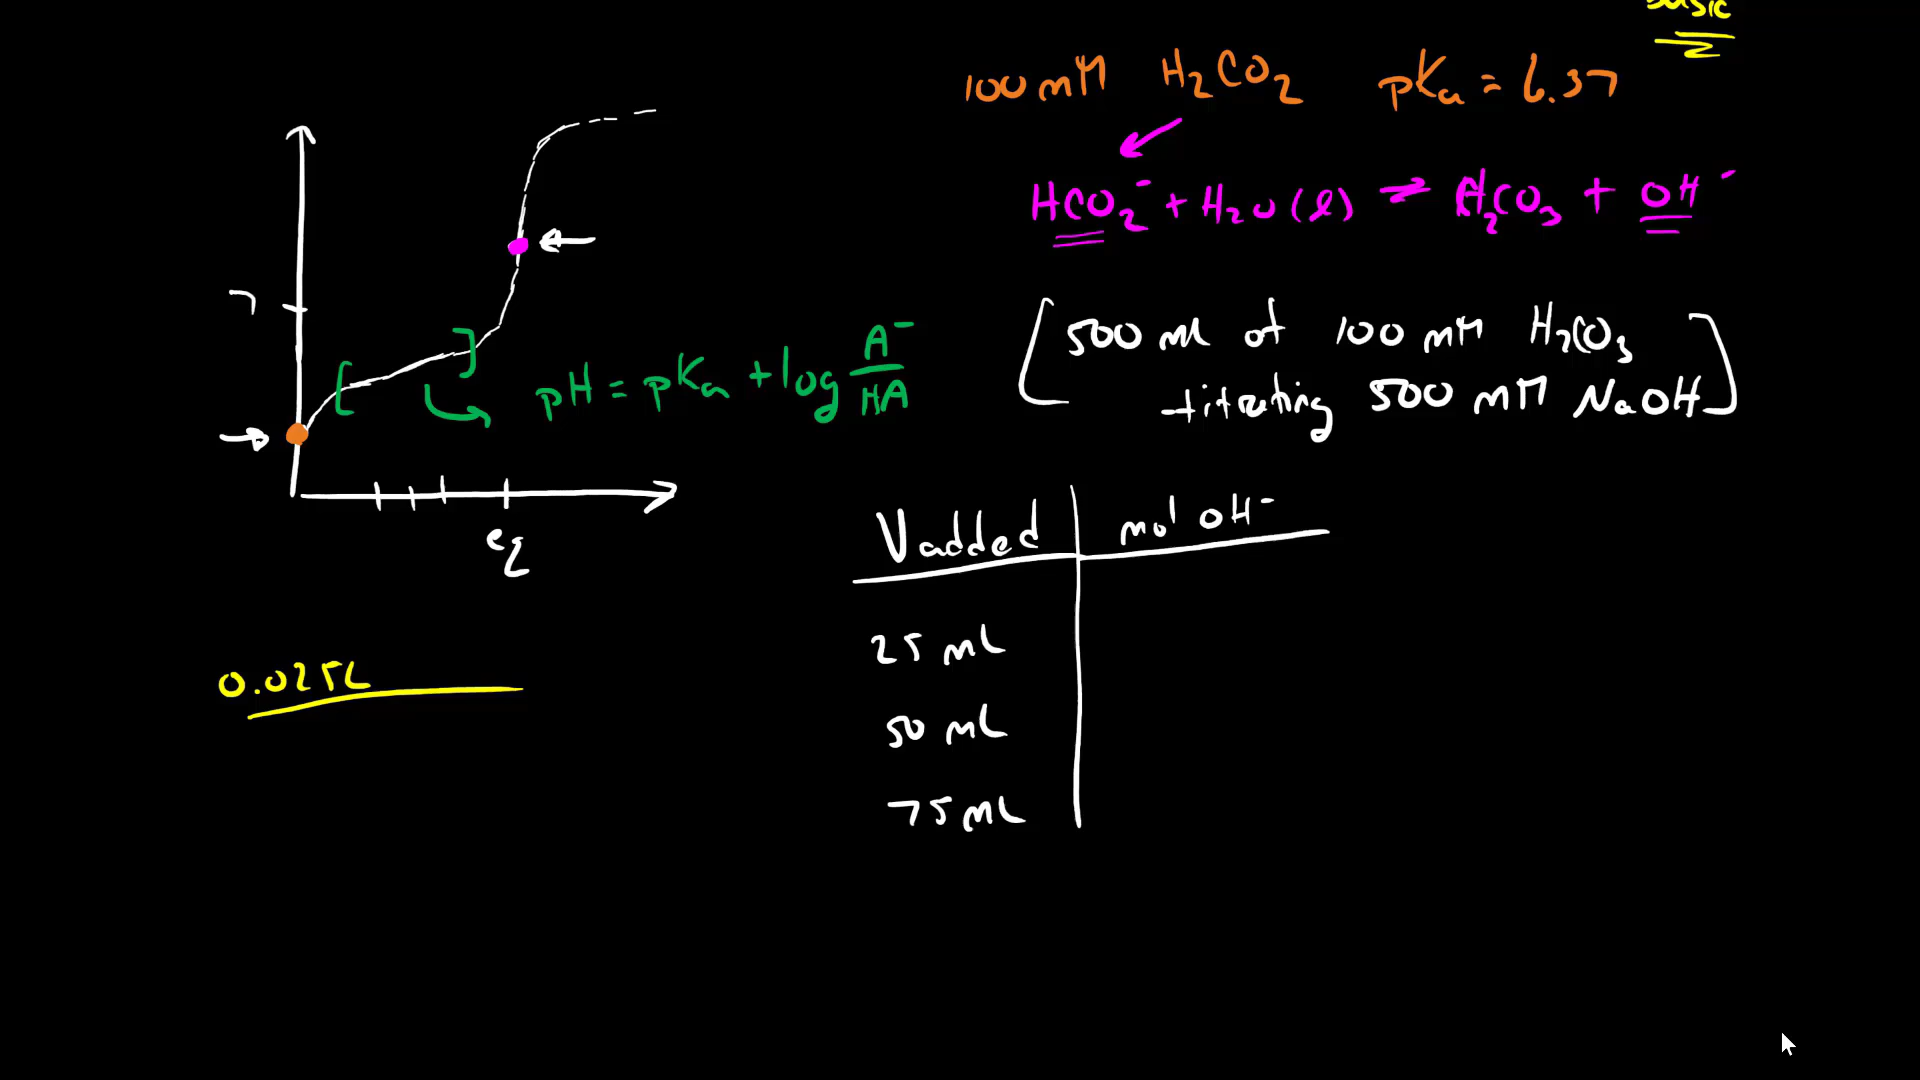 basic
100 mM H₂CO₂ pKa = 6.37
HCO₂⁻ + H₂O (l) ⇌ H₂CO₃ + OH⁻
7
pH = pKa + log A⁻/HA
[500 mL of 100 mM H₂CO₃
titrating 500 mM NaOH]
eq
Vadded | mol OH⁻
25 mL
50 mL
75 mL
0.025L